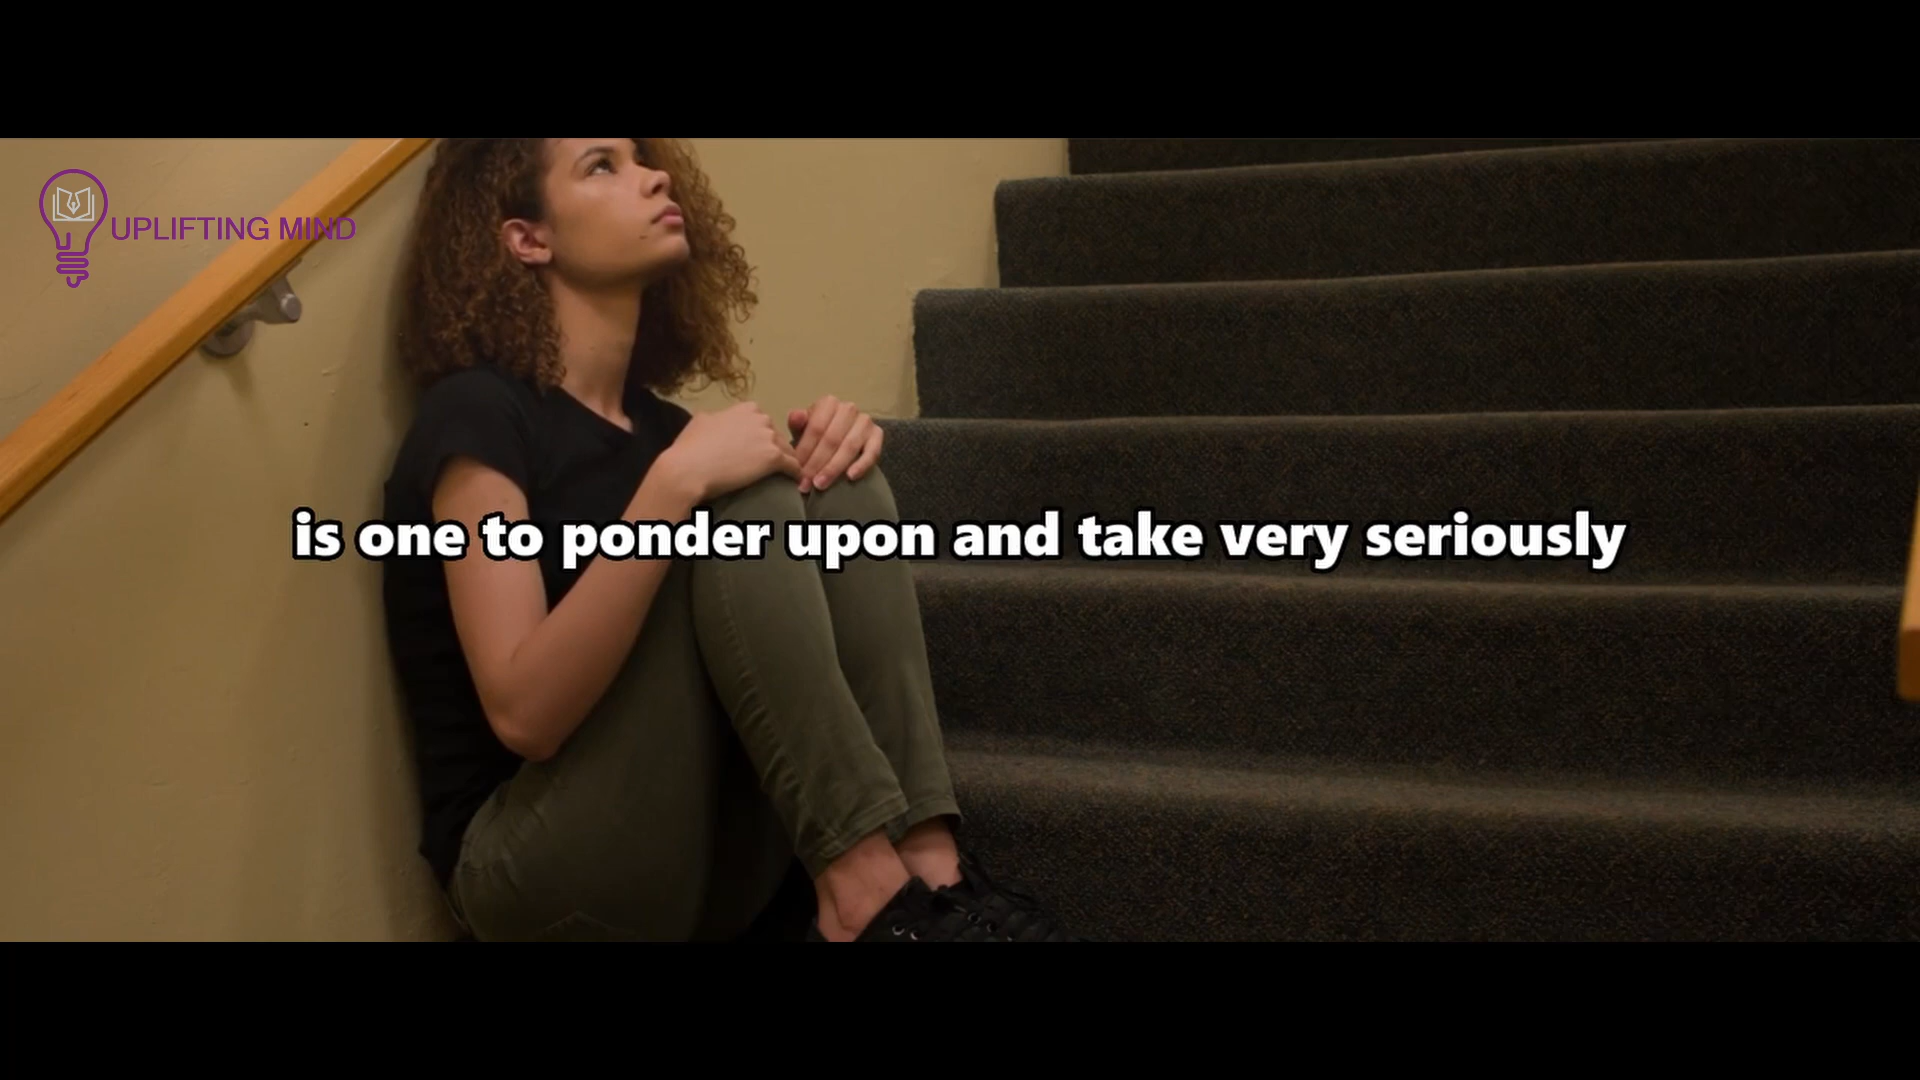 UPLIFTING MIND
is one to ponder upon and take very seriously